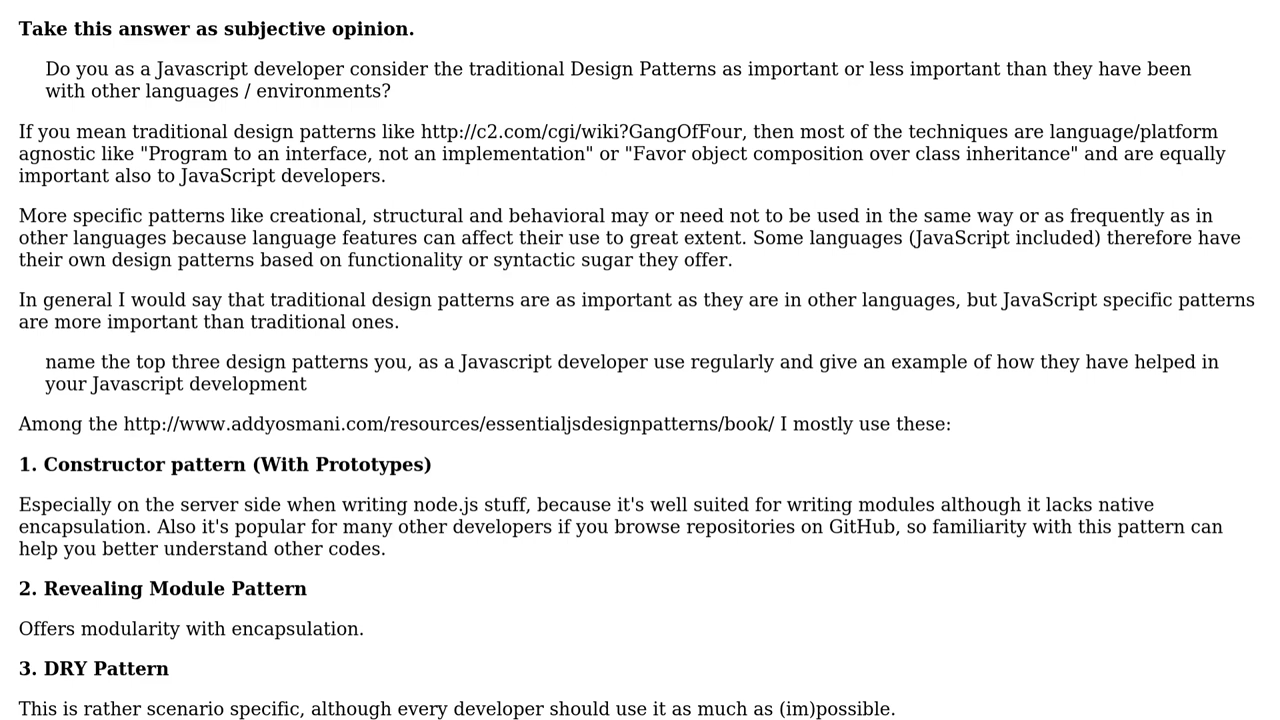 Take this answer as subjective opinion.
Do you as a Javascript developer consider the traditional Design Patterns as important or less important than they have been
with other languages / environments?
If you mean traditional design patterns like http://c2.com/cgi/wiki?GangOfFour, then most of the techniques are language/platform
agnostic like "Program to an interface, not an implementation" or "Favor object composition over class inheritance" and are equally
important also to JavaScript developers.
More specific patterns like creational, structural and behavioral may or need not to be used in the same way or as frequently as in
other languages because language features can affect their use to great extent. Some languages (JavaScript included) therefore have
their own design patterns based on functionality or syntactic sugar they offer.
In general I would say that traditional design patterns are as important as they are in other languages, but JavaScript specific patterns
are more important than traditional ones.
name the top three design patterns you, as a Javascript developer use regularly and give an example of how they have helped in
your Javascript development
Among the http://www.addyosmani.com/resources/essentialjsdesignpatterns/book/ I mostly use these:
1. Constructor pattern (With Prototypes)
Especially on the server side when writing node.js stuff, because it's well suited for writing modules although it lacks native
encapsulation. Also it's popular for many other developers if you browse repositories on GitHub, so familiarity with this pattern can
help you better understand other codes.
2. Revealing Module Pattern
Offers modularity with encapsulation.
3. DRY Pattern
This is rather scenario specific, although every developer should use it as much as (im)possible.